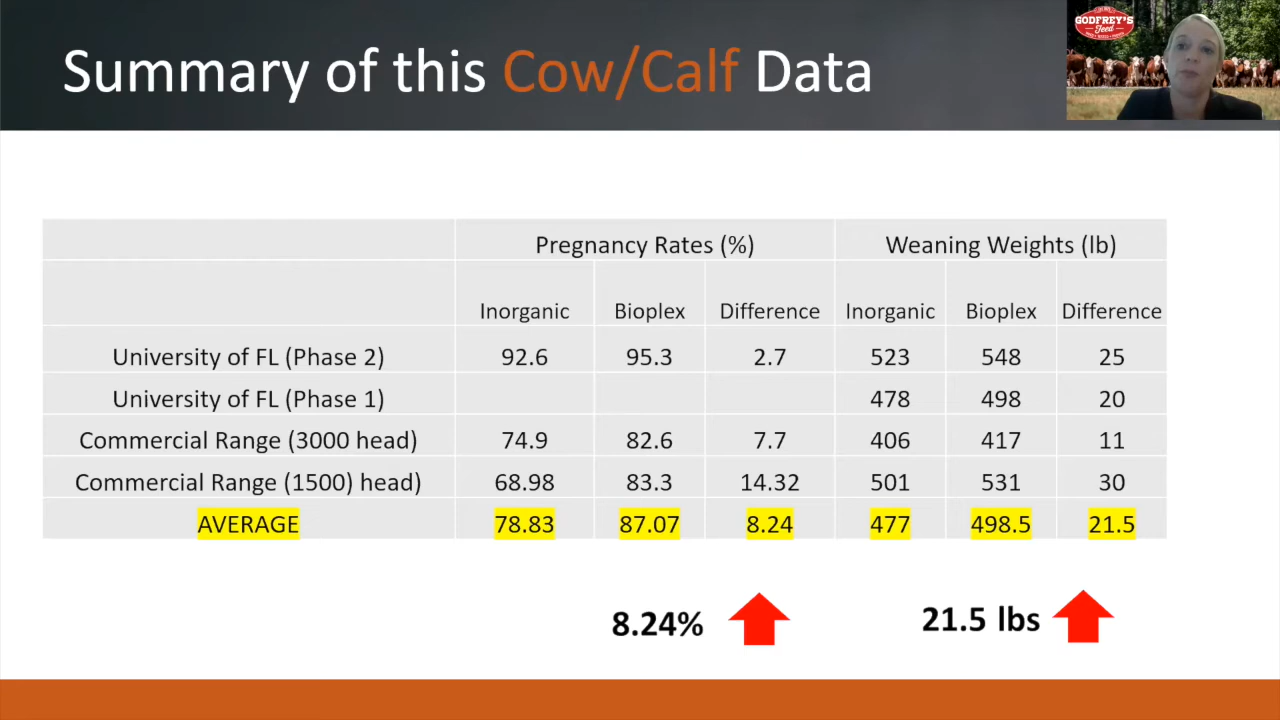 Summary of this Cow/Calf Data
GODFREY'S
Feed
Pregnancy Rates (%) Weaning Weights (lb)
Inorganic Bioplex Difference Inorganic Bioplex Difference
University of FL (Phase 2) 92.6 95.3 2.7 523 548 25
University of FL (Phase 1) 478 498 20
Commercial Range (3000 head) 74.9 82.6 7.7 406 417 11
Commercial Range (1500) head) 68.98 83.3 14.32 501 531 30
AVERAGE 78.83 87.07 8.24 477 498.5 21.5
8.24% 21.5 lbs